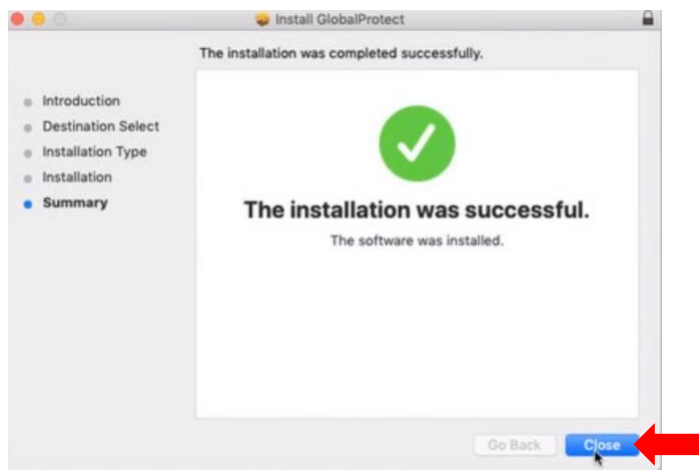 Install GlobalProtect
The installation was completed successfully.
Introduction
Destination Select
Installation Type
Installation
Summary
The installation was successful.
The software was installed.
Go Back
Close